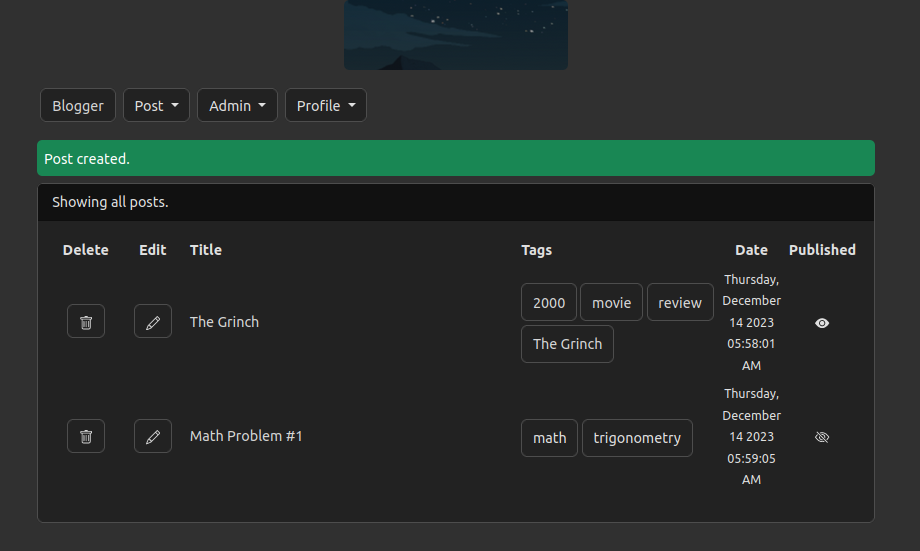 Blogger Post Admin Profile
Post created.
Showing all posts.
Delete Edit Title Tags Date Published
The Grinch
2000 movie review
The Grinch
Thursday,
December
14 2023
05:58:01
AM
Math Problem #1
math trigonometry
Thursday,
December
14 2023
05:59:05
AM